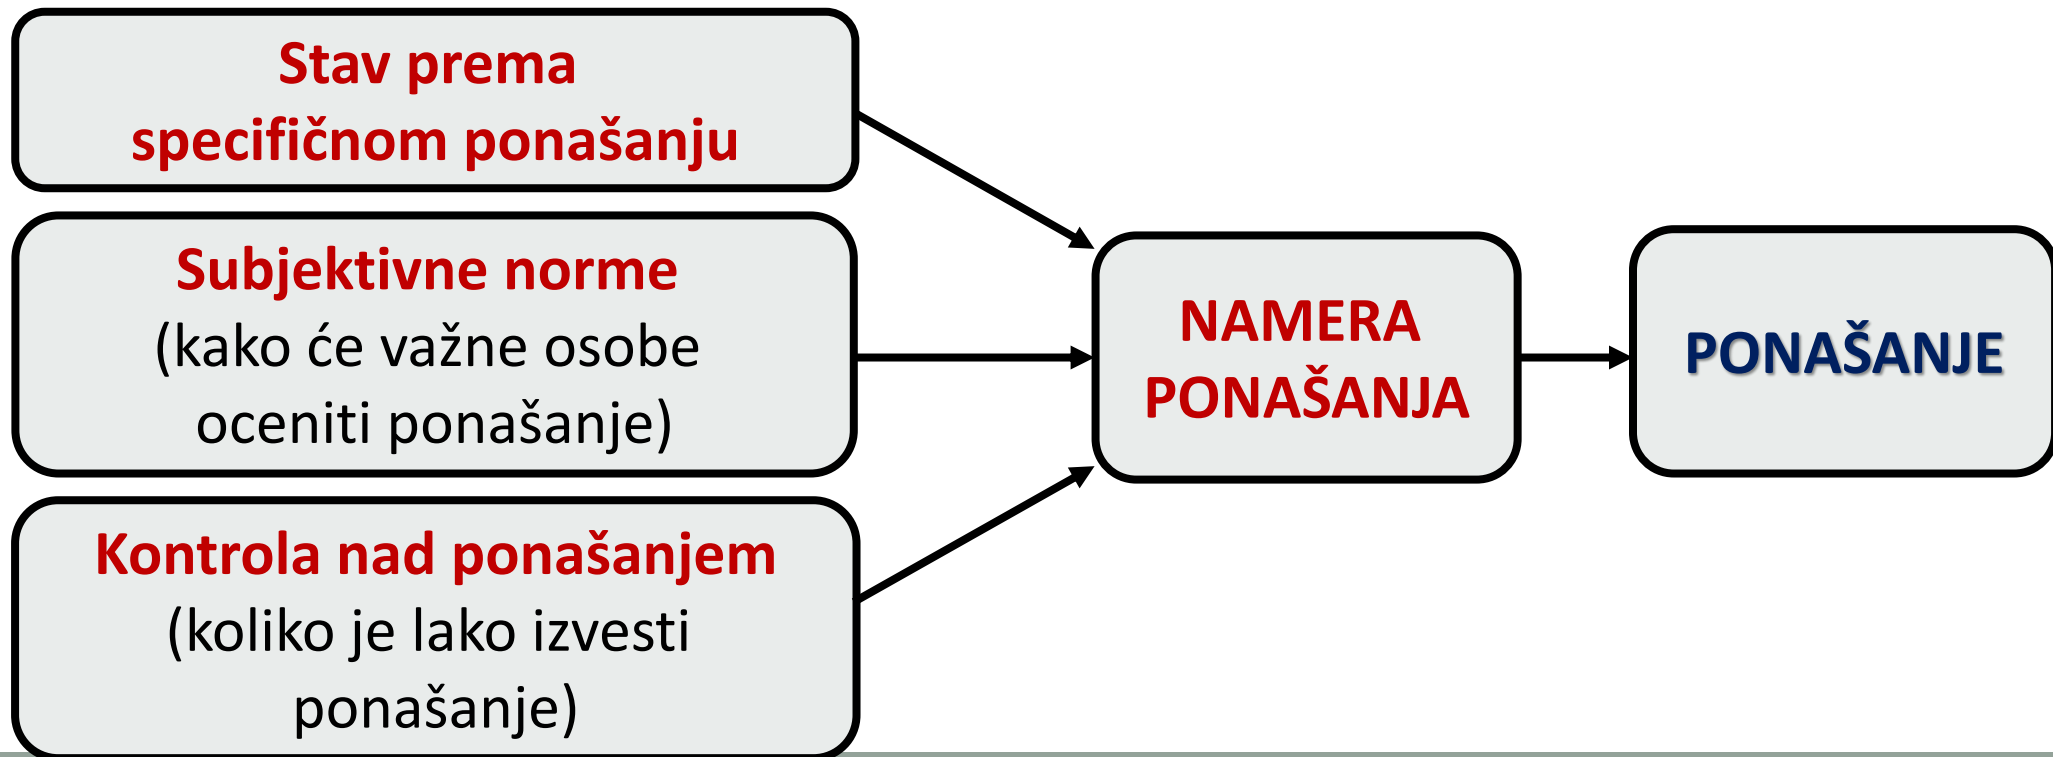 Stav prema
specifičnom ponašanju
Subjektivne norme
(kako će važne osobe
oceniti ponašanje)
Kontrola nad ponašanjem
(koliko je lako izvesti
ponašanje)
NAMERA
PONAŠANJA
PONAŠANJE